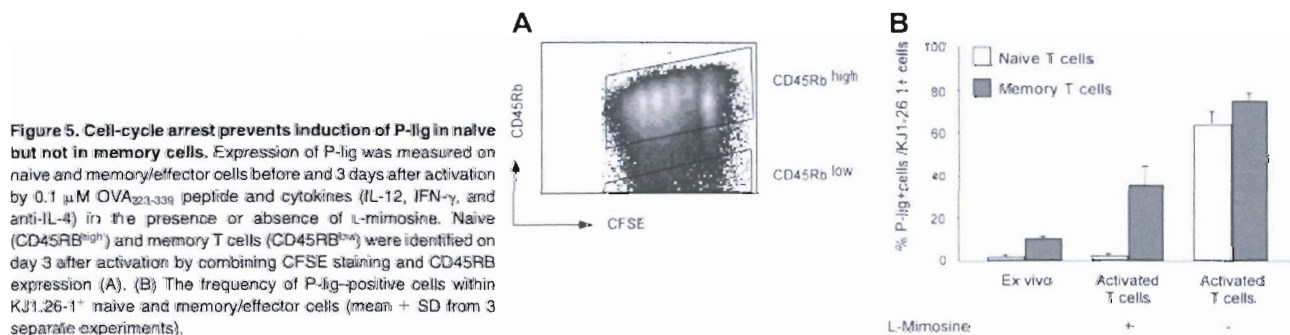 Figure 5. Cell-cycle arrest prevents induction of P-lig in naive
but not in memory cells. Expression of P-lig was measured on
naive and memory/effector cells before and 3 days after activation
by 0.1 μM OVA323-339 peptide and cytokines (IL-12, IFN-γ, and
anti-IL-4) in the presence or absence of L-mimosine. Naive
(CD45RBhigh) and memory T cells (CD45RBlow) were identified on
day 3 after activation by combining CFSE staining and CD45RB
expression (A). (B) The frequency of P-lig–positive cells within
KJ1.26-1+ naive and memory/effector cells (mean + SD from 3
separate experiments).
A
CD45Rb
CD45Rb high
CD45Rb low
CFSE
B
% P-lig+cells /KJ1-26 1+ cells
100
80
60
40
20
0
Naive T cells
Memory T cells
Ex vivo
Activated
T cells
Activated
T cells
L-Mimosine
+
-